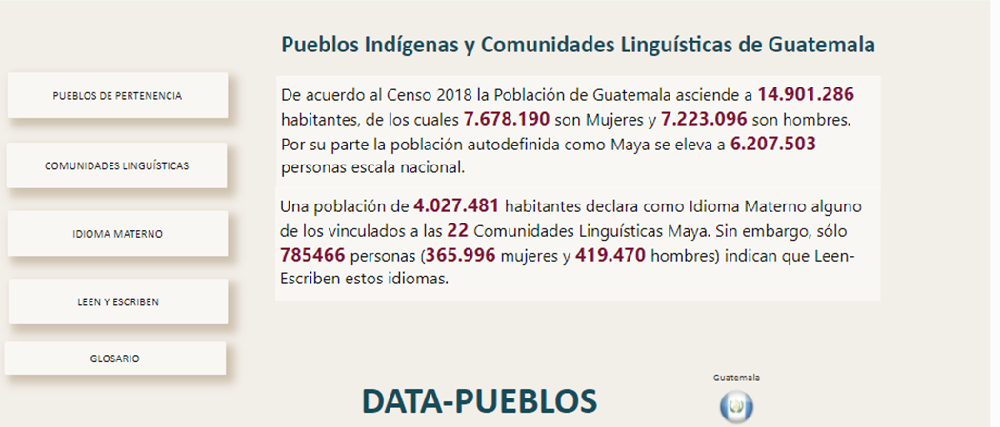 Pueblos Indígenas y Comunidades Linguísticas de Guatemala
PUEBLOS DE PERTENENCIA
COMUNIDADES LINGUÍSTICAS
IDIOMA MATERNO
LEEN Y ESCRIBEN
GLOSARIO
De acuerdo al Censo 2018 la Población de Guatemala asciende a 14.901.286
habitantes, de los cuales 7.678.190 son Mujeres y 7.223.096 son hombres.
Por su parte la población autodefinida como Maya se eleva a 6.207.503
personas escala nacional.
Una población de 4.027.481 habitantes declara como Idioma Materno alguno
de los vinculados a las 22 Comunidades Linguísticas Maya. Sin embargo, sólo
785466 personas (365.996 mujeres y 419.470 hombres) indican que Leen-
Escriben estos idiomas.
DATA-PUEBLOS
Guatemala